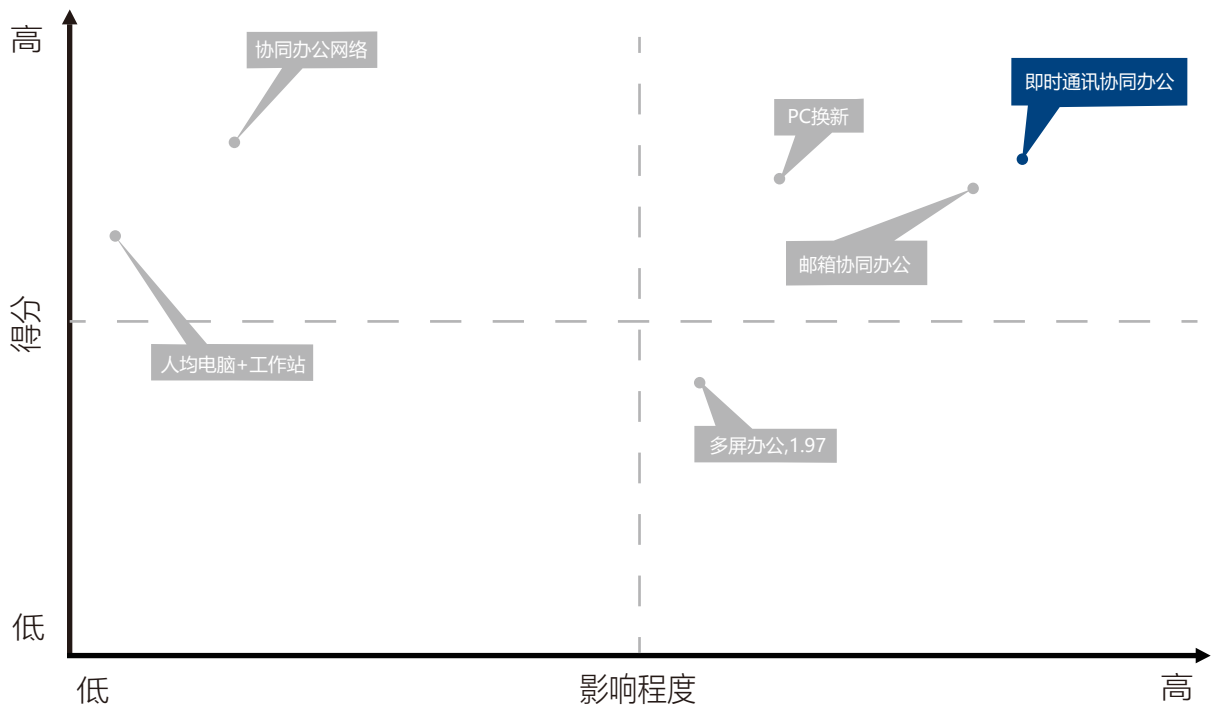 高
协同办公网络
即时通讯协同办公
PC换新
邮箱协同办公
得分
人均电脑+工作站
多屏办公,1.97
低
低
影响程度
高